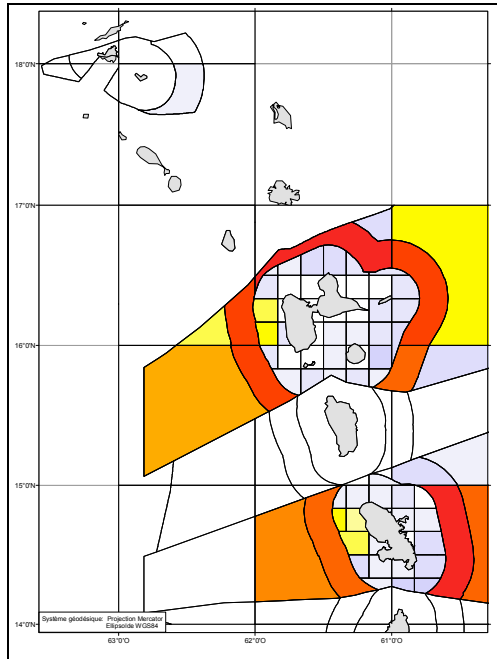 18°0'N
17°0'N
16°0'N
15°0'N
14°0'N
Système géodésique: Projection Mercator
Ellipsoïde WGS84
63°0'O
62°0'O
61°0'O